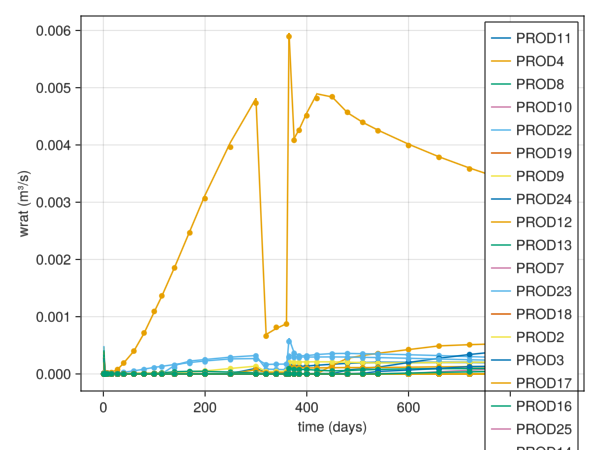 0.006
0.005
0.004
0.003
0.002
0.001
0.000
wrat (m³/s)
0
200
400
600
time (days)
PROD11
PROD4
PROD8
PROD10
PROD22
PROD19
PROD9
PROD24
PROD12
PROD13
PROD7
PROD23
PROD18
PROD2
PROD3
PROD17
PROD16
PROD25